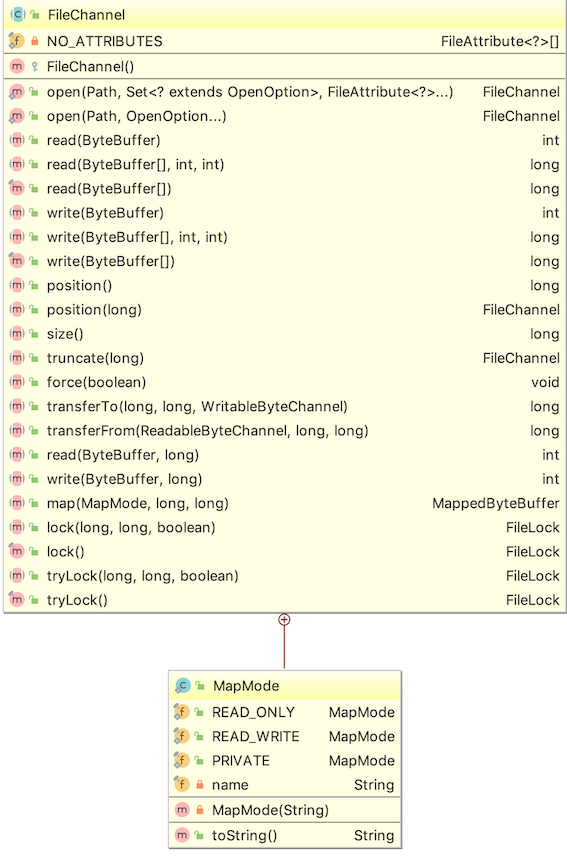 FileChannel
NO_ATTRIBUTES FileAttribute<?>[]
FileChannel()
open(Path, Set<? extends OpenOption>, FileAttribute<?>...) FileChannel
open(Path, OpenOption...) FileChannel
read(ByteBuffer) int
read(ByteBuffer[], int, int) long
read(ByteBuffer[]) long
write(ByteBuffer) int
write(ByteBuffer[], int, int) long
write(ByteBuffer[]) long
position() long
position(long) FileChannel
size() long
truncate(long) FileChannel
force(boolean) void
transferTo(long, long, WritableByteChannel) long
transferFrom(ReadableByteChannel, long, long) long
read(ByteBuffer, long) int
write(ByteBuffer, long) int
map(MapMode, long, long) MappedByteBuffer
lock(long, long, boolean) FileLock
lock() FileLock
tryLock(long, long, boolean) FileLock
tryLock() FileLock
MapMode
READ_ONLY MapMode
READ_WRITE MapMode
PRIVATE MapMode
name String
MapMode(String)
toString() String